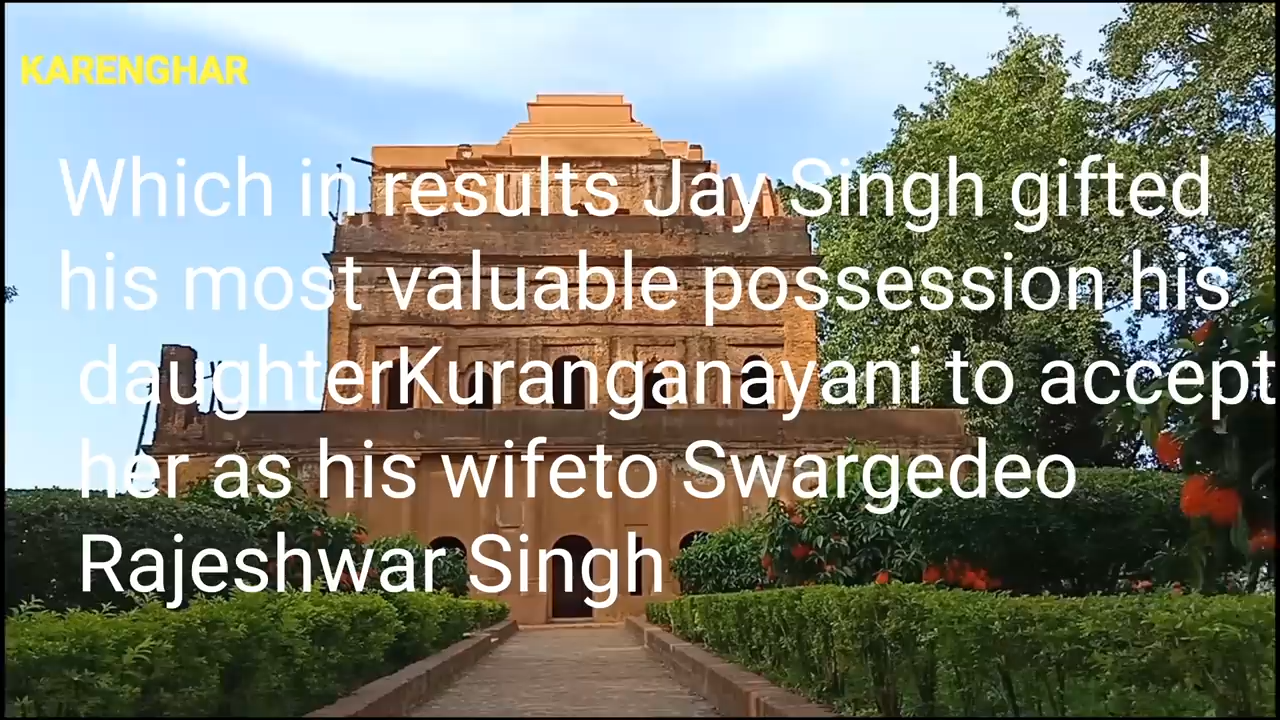 KARENGHAR
Which in results Jay Singh gifted
his most valuable possession his
daughterKuranganayani to accept
her as his wifeto Swargedeo
Rajeshwar Singh